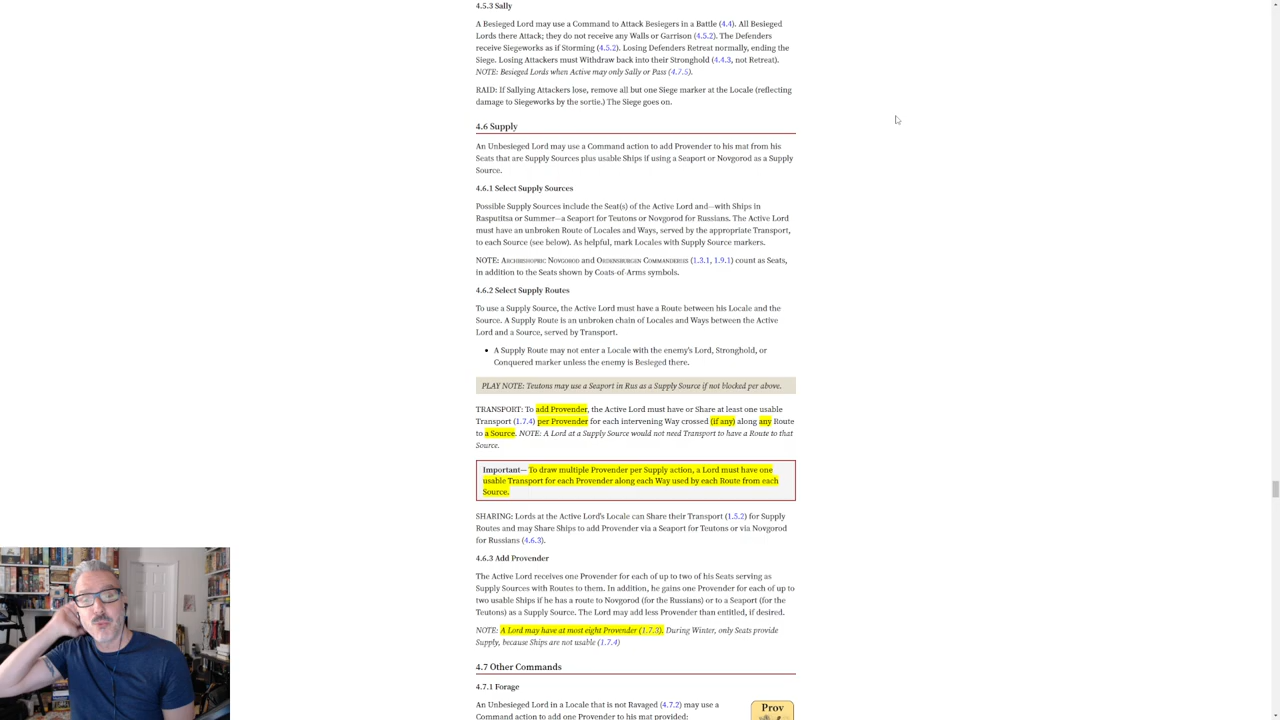 4.5.3 Sally
A Besieged Lord may use a Command to Attack Besiegers in a Battle (4.4). All Besieged
Lords there Attack; they do not receive any Walls or Garrison (4.5.2). The Defenders
receive Siegeworks as if Storming (4.5.2). Losing Defenders Retreat normally, ending the
Siege. Losing Attackers must Withdraw back into their Stronghold (4.4.3, not Retreat).
NOTE: Besieged Lords when Active may only Sally or Pass (4.7.5).
RAID: If Sallying Attackers lose, remove all but one Siege marker at the Locale (reflecting
damage to Siegeworks by the sortie.) The Siege goes on.
4.6 Supply
An Unbesieged Lord may use a Command action to add Provender to his mat from his
Seats that are Supply Sources plus usable Ships if using a Seaport or Novgorod as a Supply
Source.
4.6.1 Select Supply Sources
Possible Supply Sources include the Seat(s) of the Active Lord and—with Ships in
Rasputitsa or Summer—a Seaport for Teutons or Novgorod for Russians. The Active Lord
must have an unbroken Route of Locales and Ways, served by the appropriate Transport,
to each Source (see below). As helpful, mark Locales with Supply Source markers.
NOTE: Archbishopric Novgorod and Ordensburgen Commanderies (1.3.1, 1.9.1) count as Seats,
in addition to the Seats shown by Coats-of-Arms symbols.
4.6.2 Select Supply Routes
To use a Supply Source, the Active Lord must have a Route between his Locale and the
Source. A Supply Route is an unbroken chain of Locales and Ways between the Active
Lord and a Source, served by Transport.
• A Supply Route may not enter a Locale with the enemy's Lord, Stronghold, or
Conquered marker unless the enemy is Besieged there.
PLAY NOTE: Teutons may use a Seaport in Rus as a Supply Source if not blocked per above.
TRANSPORT: To add Provender, the Active Lord must have or Share at least one usable
Transport (1.7.4) per Provender for each intervening Way crossed (if any) along any Route
to a Source. NOTE: A Lord at a Supply Source would not need Transport to have a Route to that
Source.
Important— To draw multiple Provender per Supply action, a Lord must have one
usable Transport for each Provender along each Way used by each Route from each
Source.
SHARING: Lords at the Active Lord's Locale can Share their Transport (1.5.2) for Supply
Routes and may Share Ships to add Provender via a Seaport for Teutons or via Novgorod
for Russians (4.6.3).
4.6.3 Add Provender
The Active Lord receives one Provender for each of up to two of his Seats serving as
Supply Sources with Routes to them. In addition, he gains one Provender for each of up to
two usable Ships if he has a route to Novgorod (for the Russians) or to a Seaport (for the
Teutons) as a Supply Source. The Lord may add less Provender than entitled, if desired.
NOTE: A Lord may have at most eight Provender (1.7.3). During Winter, only Seats provide
Supply, because Ships are not usable (1.7.4)
4.7 Other Commands
4.7.1 Forage
An Unbesieged Lord in a Locale that is not Ravaged (4.7.2) may use a
Command action to add one Provender to his mat provided:
Prov